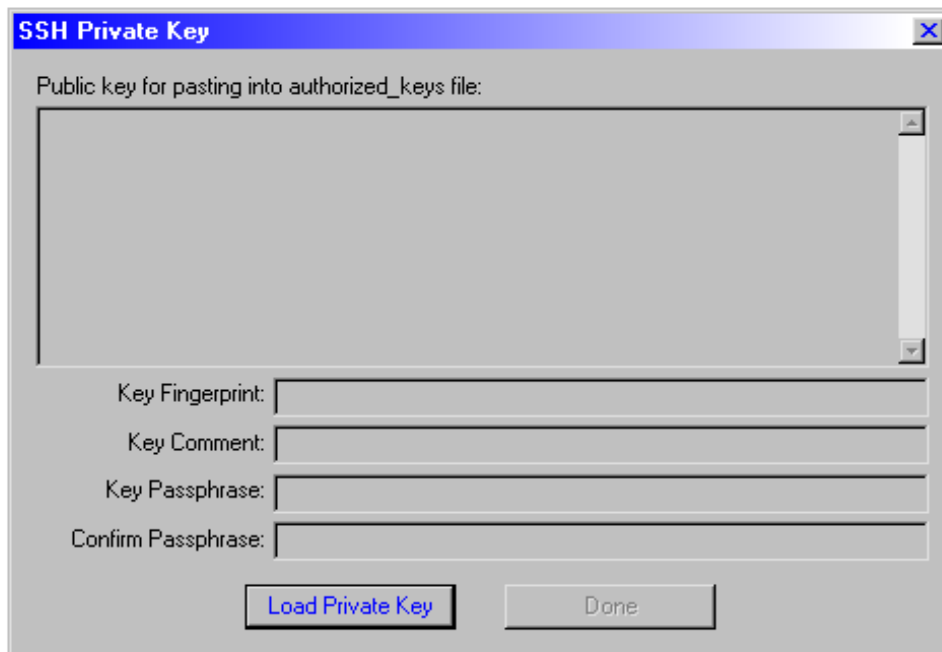 SSH Private Key
Public key for pasting into authorized_keys file:
Key Fingerprint:
Key Comment:
Key Passphrase:
Confirm Passphrase:
Load Private Key
Done